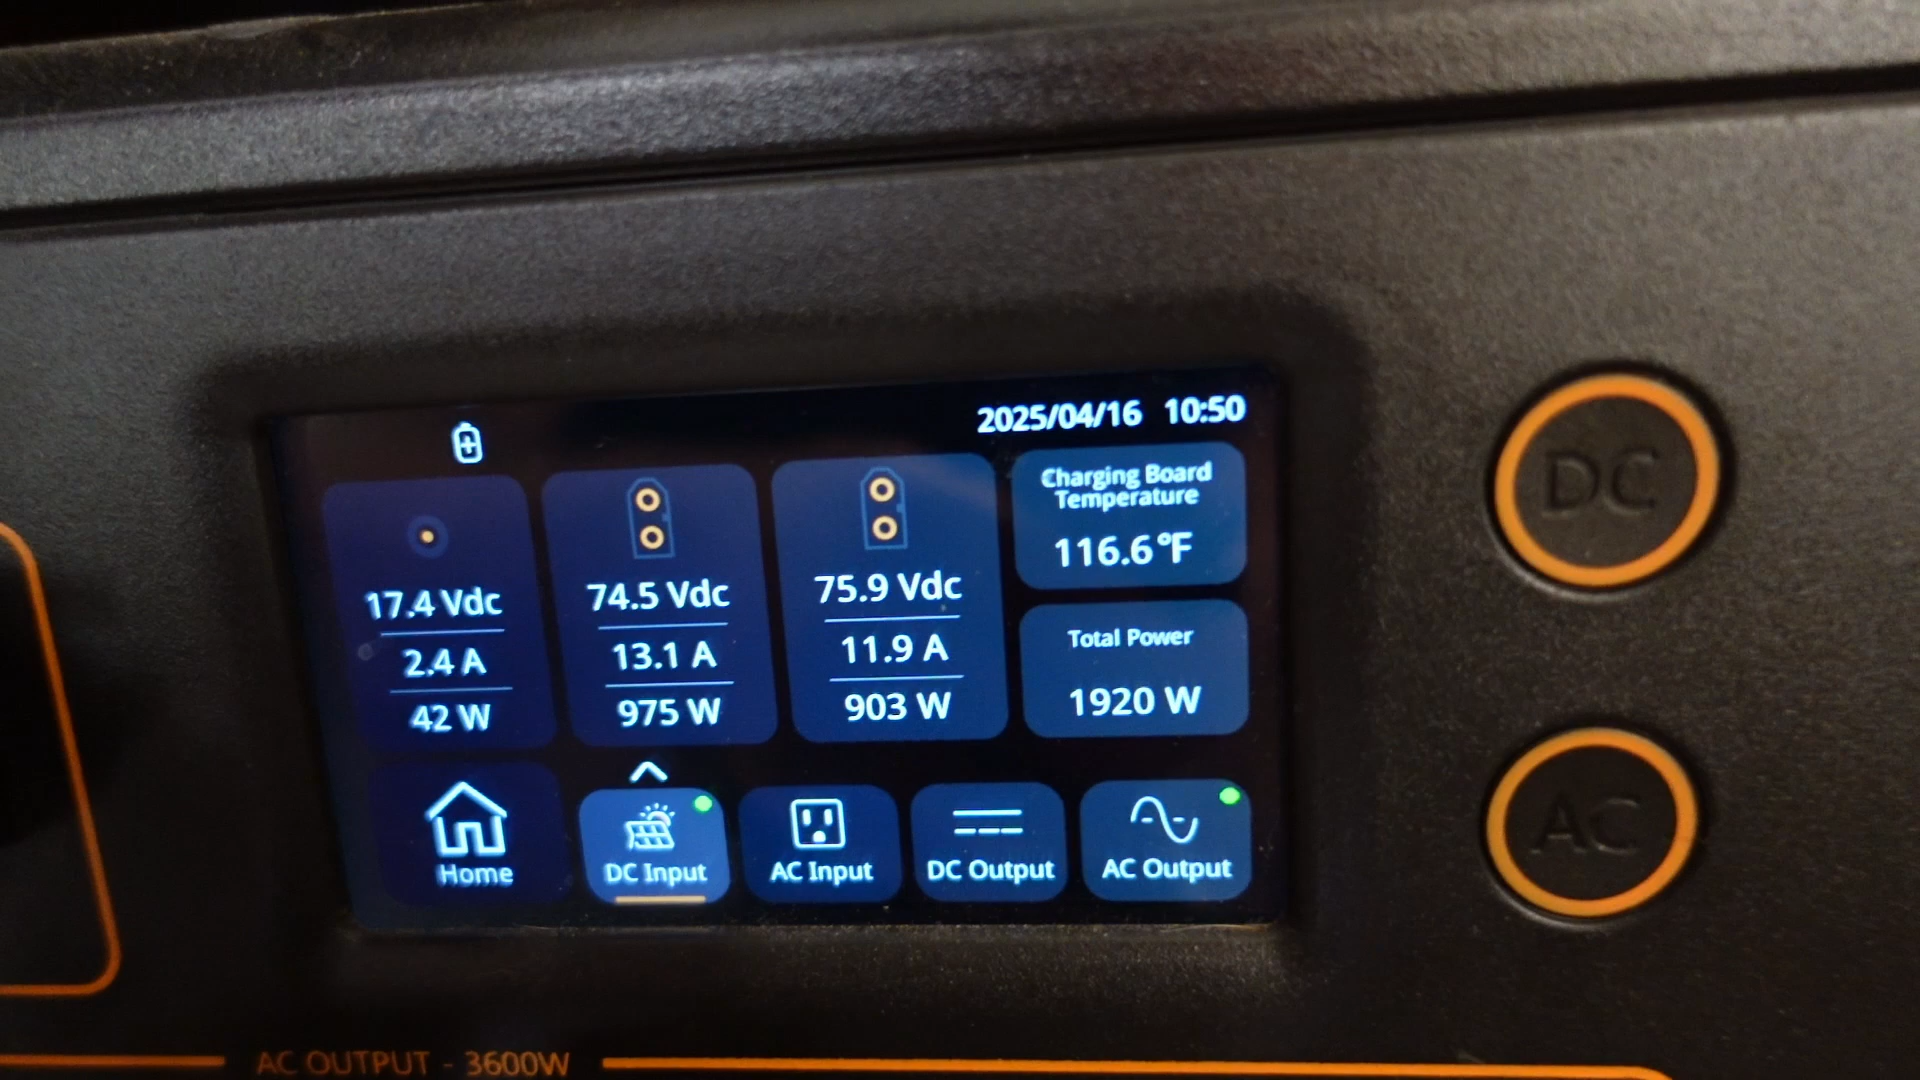 2025/04/16 10:50
17.4 Vdc
2.4 A
42 W
74.5 Vdc
13.1 A
975 W
75.9 Vdc
11.9 A
903 W
Charging Board
Temperature
116.6°F
Total Power
1920 W
Home
DC Input
AC Input
DC Output
AC Output
DC
AC
AC OUTPUT - 3600W